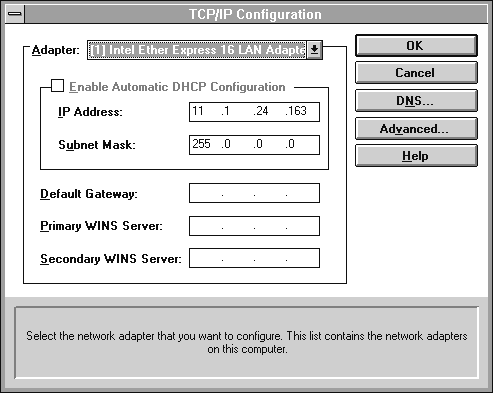 TCP/IP Configuration
Adapter: [1] Intel Ether Express 16 LAN Adapte
Enable Automatic DHCP Configuration
IP Address: 11 .1 .24 .163
Subnet Mask: 255 .0 .0 .0
Default Gateway: . . .
Primary WINS Server: . . .
Secondary WINS Server: . . .
OK
Cancel
DNS...
Advanced...
Help
Select the network adapter that you want to configure. This list contains the network adapters
on this computer.